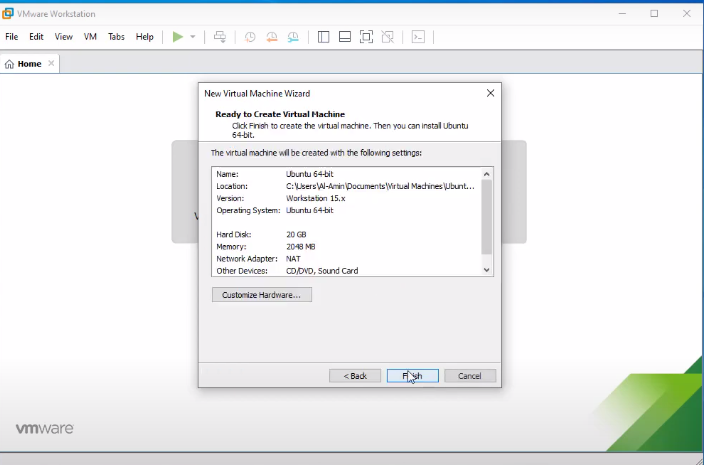 VMware Workstation
File Edit View VM Tabs Help
Home
New Virtual Machine Wizard
Ready to Create Virtual Machine
Click Finish to create the virtual machine. Then you can install Ubuntu
64-bit.
The virtual machine will be created with the following settings:
Name: Ubuntu 64-bit
Location: C:\Users\Al-Amin\Documents\Virtual Machines\Ubunt...
Version: Workstation 15.x
Operating System: Ubuntu 64-bit
Hard Disk: 20 GB
Memory: 2048 MB
Network Adapter: NAT
Other Devices: CD/DVD, Sound Card
Customize Hardware...
< Back Finish Cancel
vmware